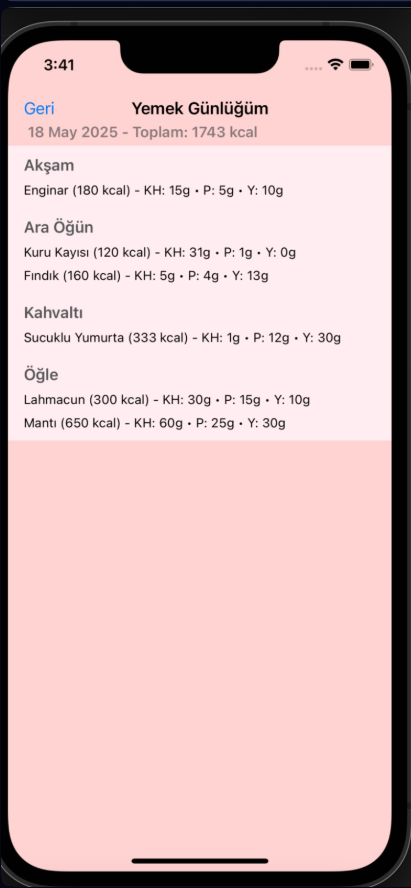 3:41
Geri
Yemek Günlüğüm
18 May 2025 - Toplam: 1743 kcal
Akşam
Enginar (180 kcal) - KH: 15g • P: 5g • Y: 10g
Ara Öğün
Kuru Kayısı (120 kcal) - KH: 31g • P: 1g • Y: 0g
Fındık (160 kcal) - KH: 5g • P: 4g • Y: 13g
Kahvaltı
Sucuklu Yumurta (333 kcal) - KH: 1g • P: 12g • Y: 30g
Öğle
Lahmacun (300 kcal) - KH: 30g • P: 15g • Y: 10g
Mantı (650 kcal) - KH: 60g • P: 25g • Y: 30g